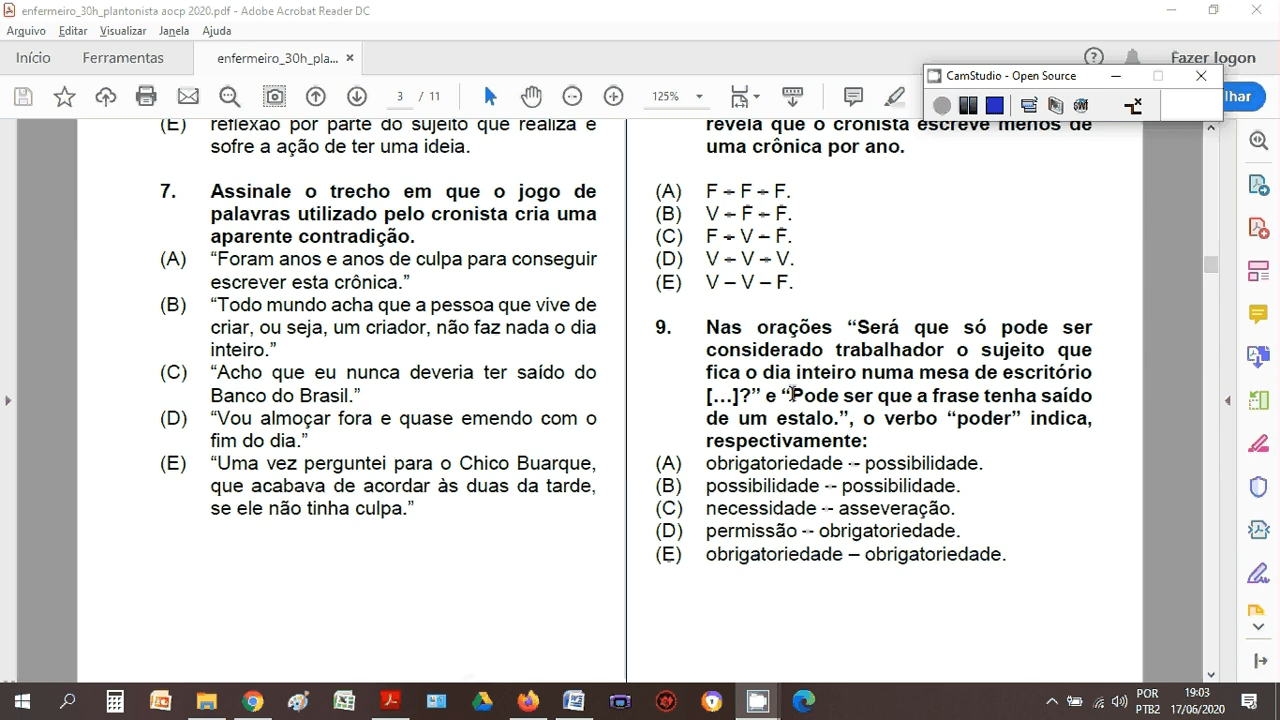 enfermeiro_30h_plantonista aocp 2020.pdf - Adobe Acrobat Reader DC
Arquivo Editar Visualizar Janela Ajuda
Início Ferramentas enfermeiro_30h_pla... × Fazer logon
CamStudio - Open Source
3 / 11 125% lhar
(E) reflexão por parte do sujeito que realiza e
sofre a ação de ter uma ideia.
7. Assinale o trecho em que o jogo de
palavras utilizado pelo cronista cria uma
aparente contradição.
(A) “Foram anos e anos de culpa para conseguir
escrever esta crônica.”
(B) “Todo mundo acha que a pessoa que vive de
criar, ou seja, um criador, não faz nada o dia
inteiro.”
(C) “Acho que eu nunca deveria ter saído do
Banco do Brasil.”
(D) “Vou almoçar fora e quase emendo com o
fim do dia.”
(E) “Uma vez perguntei para o Chico Buarque,
que acabava de acordar às duas da tarde,
se ele não tinha culpa.”
revela que o cronista escreve menos de
uma crônica por ano.
(A) F – F – F.
(B) V – F – F.
(C) F – V – F.
(D) V – V – V.
(E) V – V – F.
9. Nas orações “Será que só pode ser
considerado trabalhador o sujeito que
fica o dia inteiro numa mesa de escritório
[...]?” e “Pode ser que a frase tenha saído
de um estalo.”, o verbo “poder” indica,
respectivamente:
(A) obrigatoriedade – possibilidade.
(B) possibilidade – possibilidade.
(C) necessidade – asseveração.
(D) permissão – obrigatoriedade.
(E) obrigatoriedade – obrigatoriedade.
POR 19:03
PTB2 17/06/2020